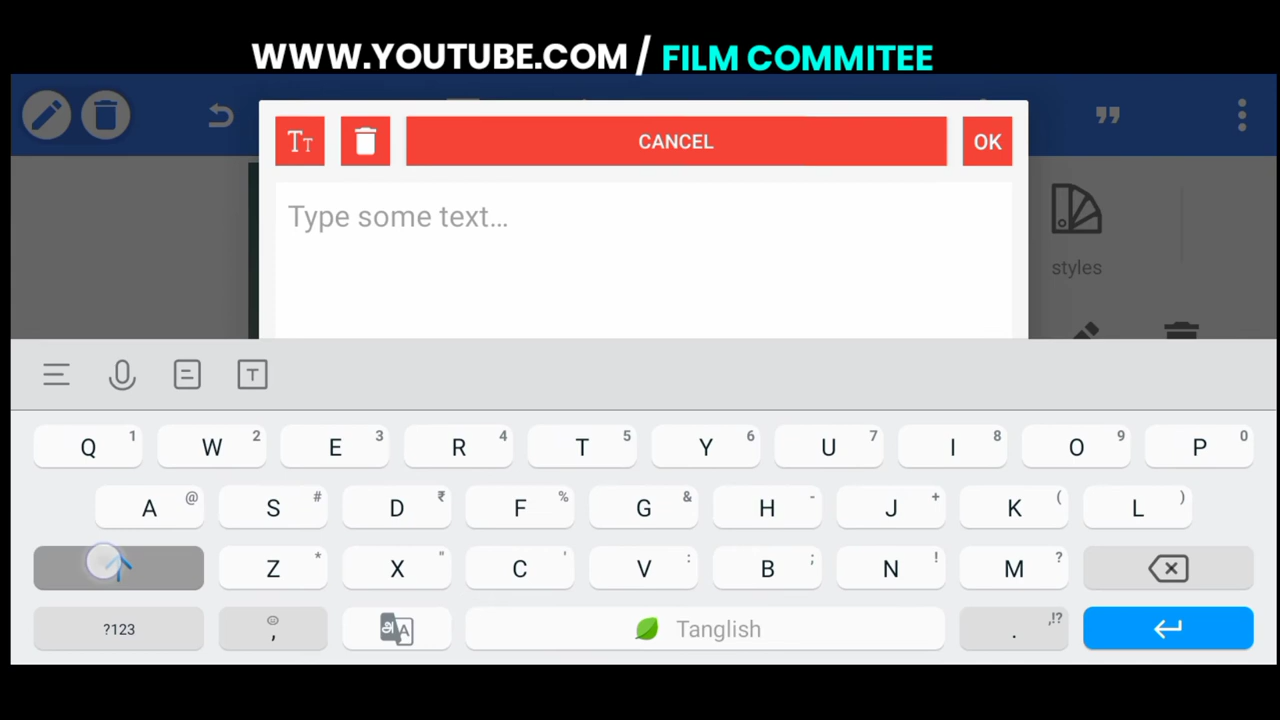 WWW.YOUTUBE.COM / FILM COMMITEE
Tт CANCEL OK
Type some text...
styles
T
Q 1 W 2 E 3 R 4 T 5 Y 6 U 7 I 8 O 9 P 0
A @ S # D ₹ F % G & H - J + K ( L )
Z * X " C ' V : B ; N ! M ?
?123 , அ A Tanglish . ,!?